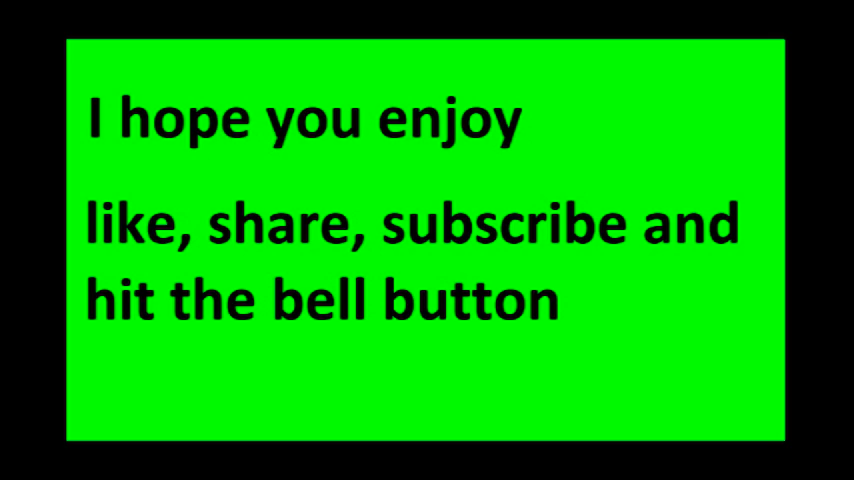 I hope you enjoy
like, share, subscribe and
hit the bell button